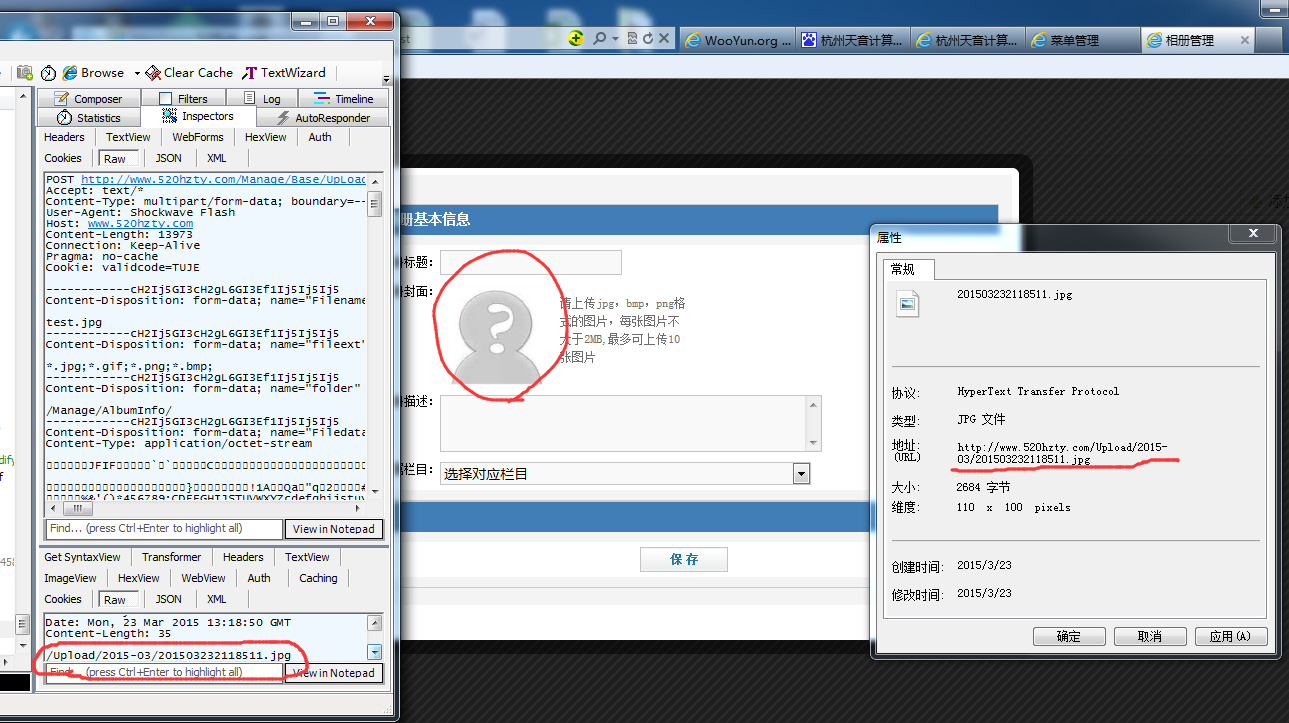 WooYun.org ...
杭州天音计算...
杭州天音计算...
菜单管理
相册管理
Browse
Clear Cache
TextWizard
Composer
Filters
Log
Timeline
Statistics
Inspectors
AutoResponder
Headers
TextView
WebForms
HexView
Auth
Cookies
Raw
JSON
XML
POST http://www.520hzty.com/Manage/Base/UpLoad
Accept: text/*
Content-Type: multipart/form-data; boundary=--
User-Agent: Shockwave Flash
Host: www.520hzty.com
Content-Length: 13973
Connection: Keep-Alive
Pragma: no-cache
Cookie: validcode=TUJE
------------cH2Ij5GI3cH2gL6GI3Ef1Ij5Ij5Ij5
Content-Disposition: form-data; name="Filename
test.jpg
------------cH2Ij5GI3cH2gL6GI3Ef1Ij5Ij5Ij5
Content-Disposition: form-data; name="fileext"
*.jpg;*.gif;*.png;*.bmp;
------------cH2Ij5GI3cH2gL6GI3Ef1Ij5Ij5Ij5
Content-Disposition: form-data; name="folder"
/Manage/AlbumInfo/
------------cH2Ij5GI3cH2gL6GI3Ef1Ij5Ij5Ij5
Content-Disposition: form-data; name="Filedata
Content-Type: application/octet-stream
Find... (press Ctrl+Enter to highlight all)
View in Notepad
Get SyntaxView
Transformer
Headers
TextView
ImageView
HexView
WebView
Auth
Caching
Cookies
Raw
JSON
XML
Date: Mon, 23 Mar 2015 13:18:50 GMT
Content-Length: 35
/Upload/2015-03/201503232118511.jpg
Find... (press Ctrl+Enter to highlight all)
View in Notepad
册基本信息
标题：
封面：
请上传jpg，bmp，png格
式的图片，每张图片不
大于2MB,最多可上传10
张图片
描述：
栏目：
选择对应栏目
保存
属性
常规
201503232118511.jpg
协议:
HyperText Transfer Protocol
类型:
JPG 文件
地址:
(URL)
http://www.520hzty.com/Upload/2015-
03/201503232118511.jpg
大小:
2684 字节
维度:
110 x 100 pixels
创建时间:
2015/3/23
修改时间:
2015/3/23
确定
取消
应用(A)